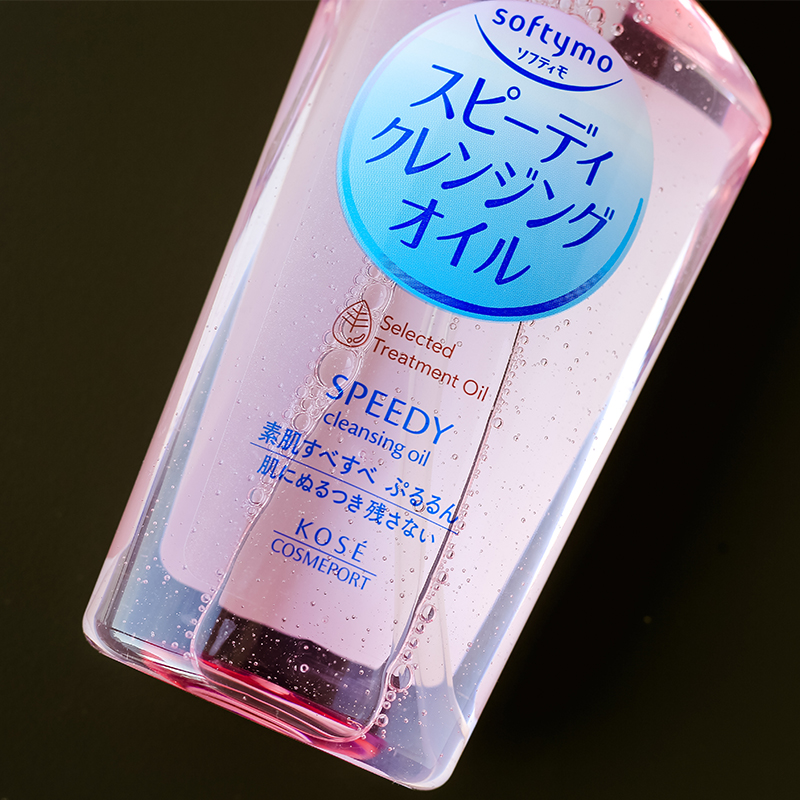 softymo
ソフティモ
スピーディ
クレンジング
オイル
Selected
Treatment Oil
SPEEDY
cleansing oil
素肌すべすべ ぷるるん
肌にぬるつき残さない
KOSÉ
COSMÉPORT